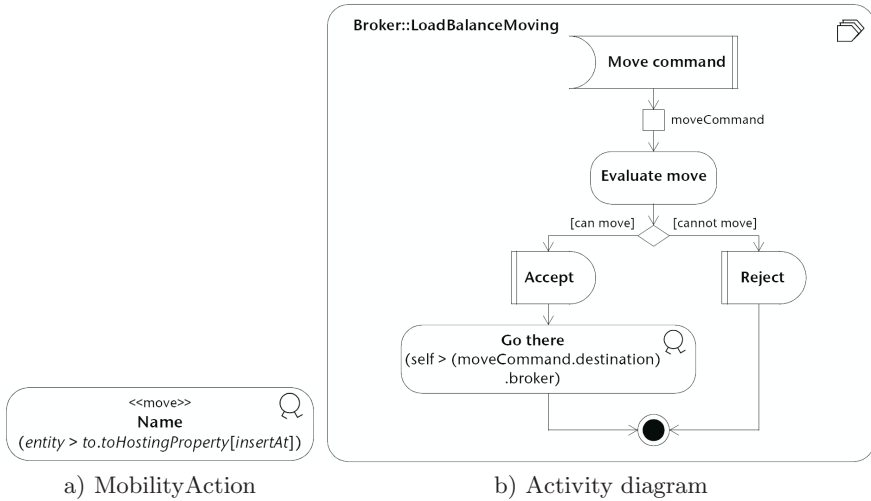 Broker::LoadBalanceMoving
Move command
moveCommand
Evaluate move
[can move]
[cannot move]
Accept
Reject
Go there
(self > (moveCommand.destination)
.broker)
<<move>>
Name
(entity > to.toHostingProperty[insertAt])
a) MobilityAction
b) Activity diagram